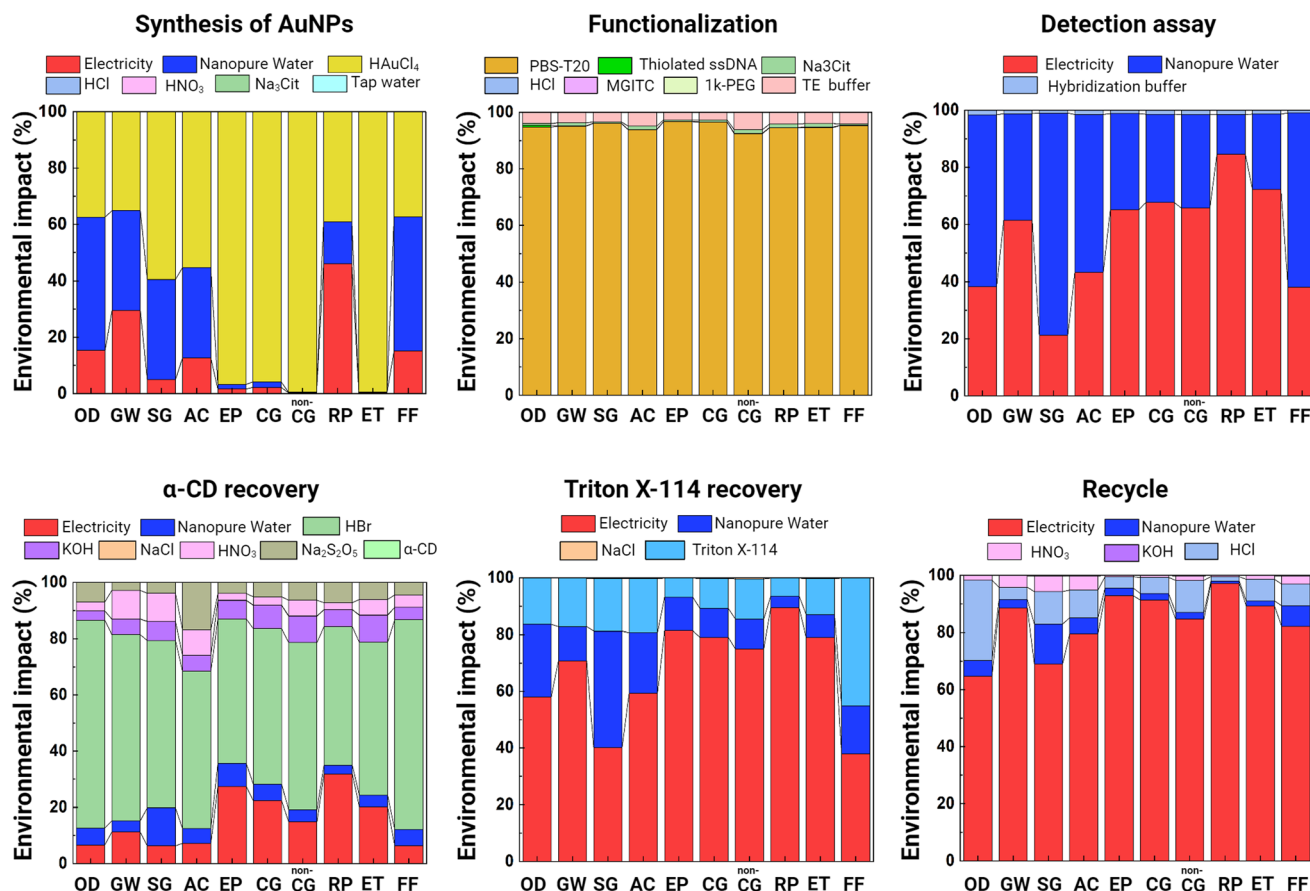 Synthesis of AuNPs
Electricity Nanopure Water HAuCl₄
HCl HNO₃ Na₃Cit Tap water
Environmental impact (%)
100
80
60
40
20
0
OD GW SG AC EP CG non-CG RP ET FF
Functionalization
PBS-T20 Thiolated ssDNA Na3Cit
HCl MGITC 1k-PEG TE buffer
Environmental impact (%)
100
80
60
40
20
0
OD GW SG AC EP CG non-CG RP ET FF
Detection assay
Electricity Nanopure Water
Hybridization buffer
Environmental impact (%)
100
80
60
40
20
0
OD GW SG AC EP CG non-CG RP ET FF
α-CD recovery
Electricity Nanopure Water HBr
KOH NaCl HNO₃ Na₂S₂O₅ α-CD
Environmental impact (%)
100
80
60
40
20
0
OD GW SG AC EP CG non-CG RP ET FF
Triton X-114 recovery
Electricity Nanopure Water
NaCl Triton X-114
Environmental impact (%)
100
80
60
40
20
0
OD GW SG AC EP CG non-CG RP ET FF
Recycle
Electricity Nanopure Water
HNO₃ KOH HCl
Environmental impact (%)
100
80
60
40
20
0
OD GW SG AC EP CG non-CG RP ET FF